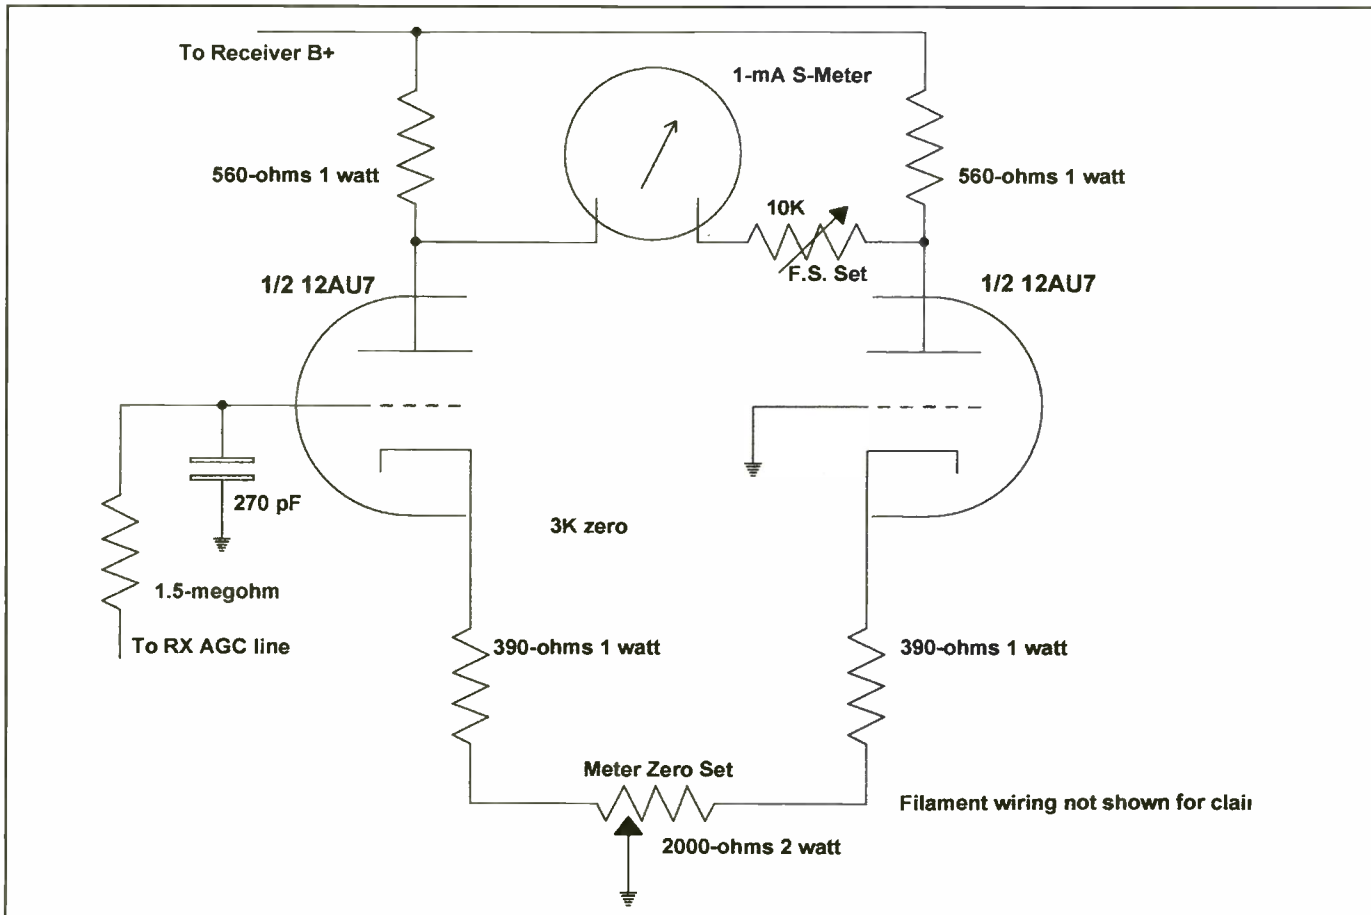 To Receiver B+
1-mA S-Meter
560-ohms 1 watt
560-ohms 1 watt
10K
F.S. Set
1/2 12AU7
1/2 12AU7
270 pF
3K zero
1.5-megohm
To RX AGC line
390-ohms 1 watt
390-ohms 1 watt
Meter Zero Set
Filament wiring not shown for
2000-ohms 2 watt